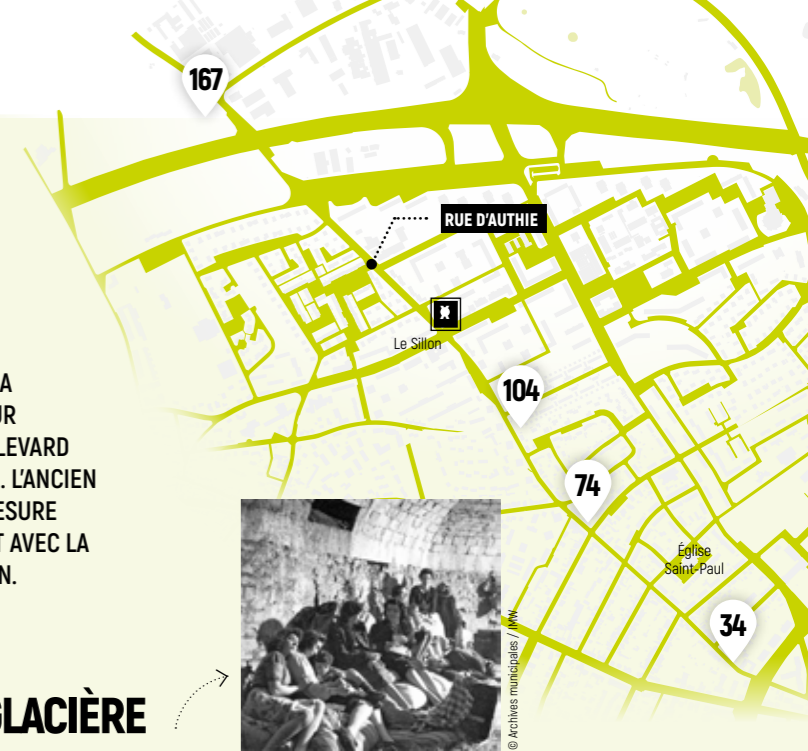 167
RUE D'AUTHIE
Le Sillon
104
74
Église
Saint-Paul
34
A
UR
LEVARD
. L'ANCIEN
ESURE
T AVEC LA
N.
GLACIÈRE
© Archives municipales / IMW